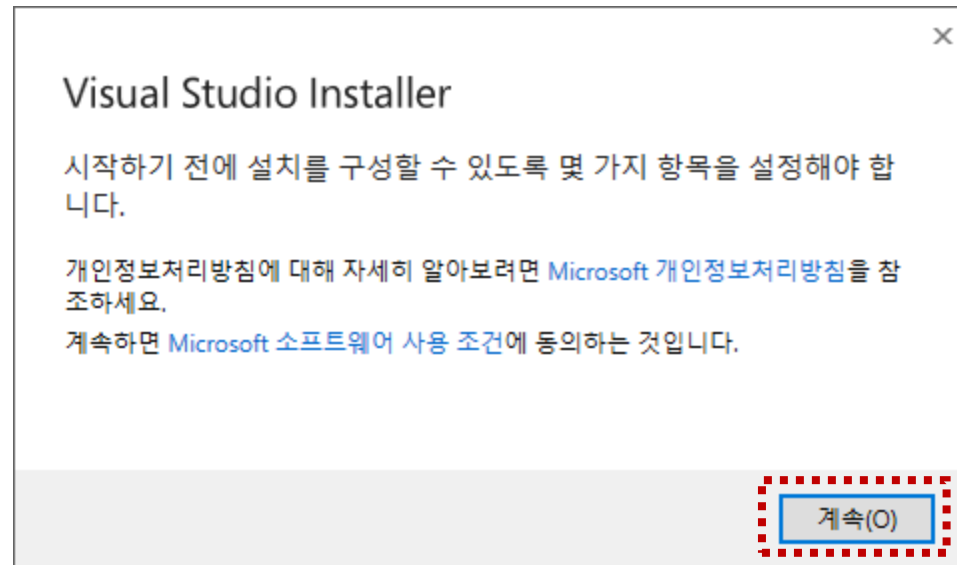 Visual Studio Installer
시작하기 전에 설치를 구성할 수 있도록 몇 가지 항목을 설정해야 합
니다.
개인정보처리방침에 대해 자세히 알아보려면 Microsoft 개인정보처리방침을 참
조하세요.
계속하면 Microsoft 소프트웨어 사용 조건에 동의하는 것입니다.
계속(O)